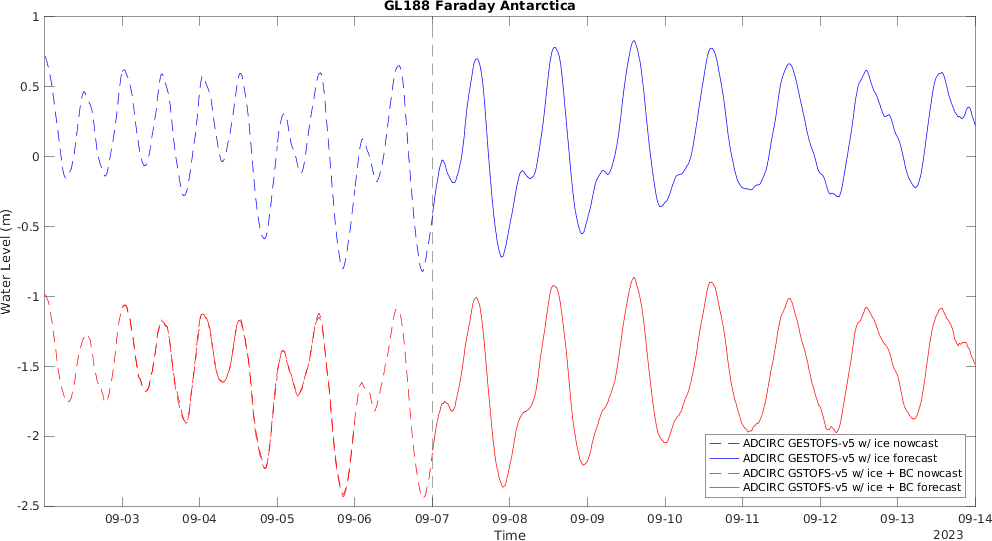 GL188 Faraday Antarctica
1
0.5
0
-0.5
-1
-1.5
-2
-2.5
Water Level (m)
ADCIRC GESTOFS-v5 w/ ice nowcast
ADCIRC GESTOFS-v5 w/ ice forecast
ADCIRC GSTOFS-v5 w/ ice + BC nowcast
ADCIRC GSTOFS-v5 w/ ice + BC forecast
09-03 09-04 09-05 09-06 09-07 09-08 09-09 09-10 09-11 09-12 09-13 09-14
Time
2023